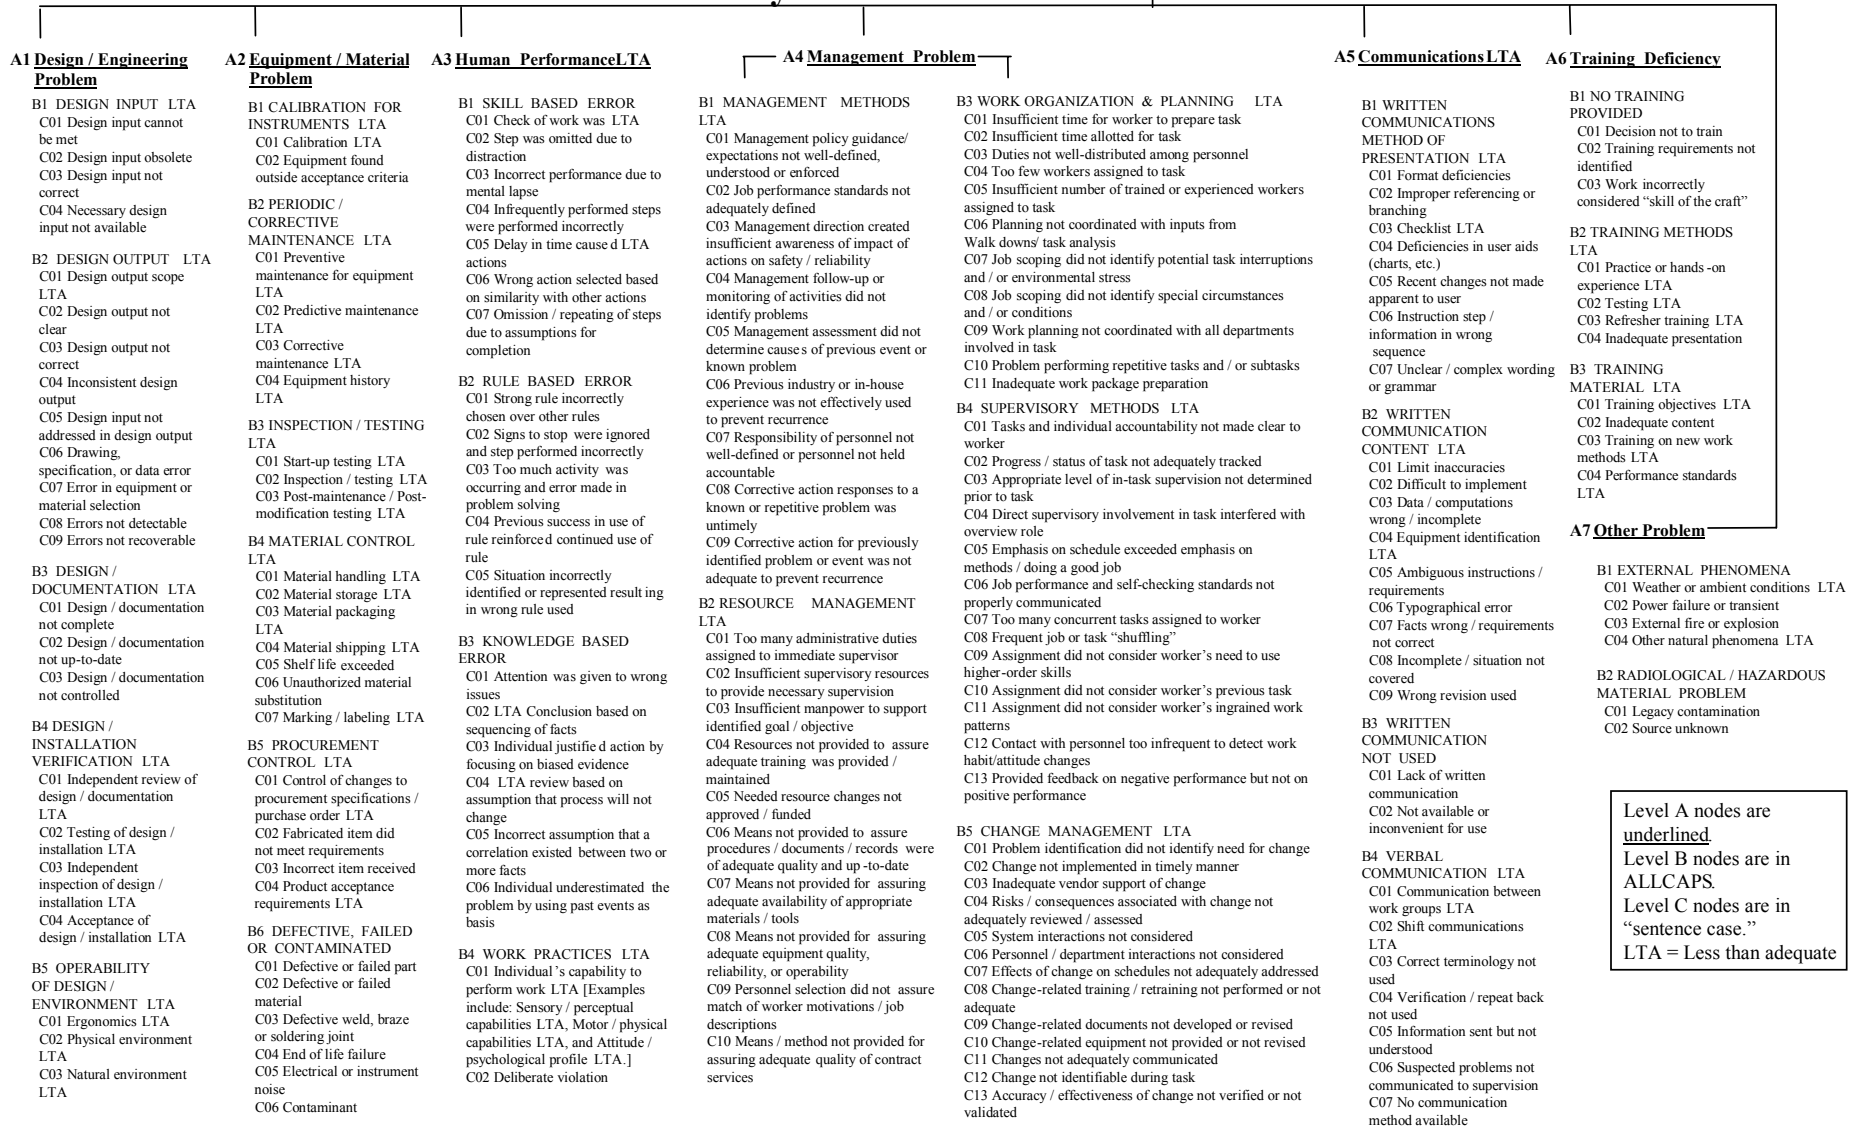 A1 Design / Engineering
Problem
B1 DESIGN INPUT LTA
C01 Design input cannot
be met
C02 Design input obsolete
C03 Design input not
correct
C04 Necessary design
input not available
B2 DESIGN OUTPUT LTA
C01 Design output scope
LTA
C02 Design output not
clear
C03 Design output not
correct
C04 Inconsistent design
output
C05 Design input not
addressed in design output
C06 Drawing,
specification, or data error
C07 Error in equipment or
material selection
C08 Errors not detectable
C09 Errors not recoverable
B3 DESIGN /
DOCUMENTATION LTA
C01 Design / documentation
not complete
C02 Design / documentation
not up-to-date
C03 Design / documentation
not controlled
B4 DESIGN /
INSTALLATION
VERIFICATION LTA
C01 Independent review of
design / documentation
LTA
C02 Testing of design /
installation LTA
C03 Independent
inspection of design /
installation LTA
C04 Acceptance of
design / installation LTA
B5 OPERABILITY
OF DESIGN /
ENVIRONMENT LTA
C01 Ergonomics LTA
C02 Physical environment
LTA
C03 Natural environment
LTA
A2 Equipment / Material
Problem
B1 CALIBRATION FOR
INSTRUMENTS LTA
C01 Calibration LTA
C02 Equipment found
outside acceptance criteria
B2 PERIODIC /
CORRECTIVE
MAINTENANCE LTA
C01 Preventive
maintenance for equipment
LTA
C02 Predictive maintenance
LTA
C03 Corrective
maintenance LTA
C04 Equipment history
LTA
B3 INSPECTION / TESTING
LTA
C01 Start-up testing LTA
C02 Inspection / testing LTA
C03 Post-maintenance / Post-
modification testing LTA
B4 MATERIAL CONTROL
LTA
C01 Material handling LTA
C02 Material storage LTA
C03 Material packaging
LTA
C04 Material shipping LTA
C05 Shelf life exceeded
C06 Unauthorized material
substitution
C07 Marking / labeling LTA
B5 PROCUREMENT
CONTROL LTA
C01 Control of changes to
procurement specifications /
purchase order LTA
C02 Fabricated item did
not meet requirements
C03 Incorrect item received
C04 Product acceptance
requirements LTA
B6 DEFECTIVE, FAILED
OR CONTAMINATED
C01 Defective or failed part
C02 Defective or failed
material
C03 Defective weld, braze
or soldering joint
C04 End of life failure
C05 Electrical or instrument
noise
C06 Contaminant
A3 Human Performance LTA
B1 SKILL BASED ERROR
C01 Check of work was LTA
C02 Step was omitted due to
distraction
C03 Incorrect performance due to
mental lapse
C04 Infrequently performed steps
were performed incorrectly
C05 Delay in time caused LTA
actions
C06 Wrong action selected based
on similarity with other actions
C07 Omission / repeating of steps
due to assumptions for
completion
B2 RULE BASED ERROR
C01 Strong rule incorrectly
chosen over other rules
C02 Signs to stop were ignored
and step performed incorrectly
C03 Too much activity was
occurring and error made in
problem solving
C04 Previous success in use of
rule reinforced continued use of
rule
C05 Situation incorrectly
identified or represented resulting
in wrong rule used
B3 KNOWLEDGE BASED
ERROR
C01 Attention was given to wrong
issues
C02 LTA Conclusion based on
sequencing of facts
C03 Individual justified action by
focusing on biased evidence
C04 LTA review based on
assumption that process will not
change
C05 Incorrect assumption that a
correlation existed between two or
more facts
C06 Individual underestimated the
problem by using past events as
basis
B4 WORK PRACTICES LTA
C01 Individual's capability to
perform work LTA [Examples
include: Sensory / perceptual
capabilities LTA, Motor / physical
capabilities LTA, and Attitude /
psychological profile LTA.]
C02 Deliberate violation
A4 Management Problem
B1 MANAGEMENT METHODS
LTA
C01 Management policy guidance/
expectations not well-defined,
understood or enforced
C02 Job performance standards not
adequately defined
C03 Management direction created
insufficient awareness of impact of
actions on safety / reliability
C04 Management follow-up or
monitoring of activities did not
identify problems
C05 Management assessment did not
determine causes of previous event or
known problem
C06 Previous industry or in-house
experience was not effectively used
to prevent recurrence
C07 Responsibility of personnel not
well-defined or personnel not held
accountable
C08 Corrective action responses to a
known or repetitive problem was
untimely
C09 Corrective action for previously
identified problem or event was not
adequate to prevent recurrence
B2 RESOURCE MANAGEMENT
LTA
C01 Too many administrative duties
assigned to immediate supervisor
C02 Insufficient supervisory resources
to provide necessary supervision
C03 Insufficient manpower to support
identified goal / objective
C04 Resources not provided to assure
adequate training was provided /
maintained
C05 Needed resource changes not
approved / funded
C06 Means not provided to assure
procedures / documents / records were
of adequate quality and up-to-date
C07 Means not provided for assuring
adequate availability of appropriate
materials / tools
C08 Means not provided for assuring
adequate equipment quality,
reliability, or operability
C09 Personnel selection did not assure
match of worker motivations / job
descriptions
C10 Means / method not provided for
assuring adequate quality of contract
services
B3 WORK ORGANIZATION & PLANNING LTA
C01 Insufficient time for worker to prepare task
C02 Insufficient time allotted for task
C03 Duties not well-distributed among personnel
C04 Too few workers assigned to task
C05 Insufficient number of trained or experienced workers
assigned to task
C06 Planning not coordinated with inputs from
Walk downs/ task analysis
C07 Job scoping did not identify potential task interruptions
and / or environmental stress
C08 Job scoping did not identify special circumstances
and / or conditions
C09 Work planning not coordinated with all departments
involved in task
C10 Problem performing repetitive tasks and / or subtasks
C11 Inadequate work package preparation
B4 SUPERVISORY METHODS LTA
C01 Tasks and individual accountability not made clear to
worker
C02 Progress / status of task not adequately tracked
C03 Appropriate level of in-task supervision not determined
prior to task
C04 Direct supervisory involvement in task interfered with
overview role
C05 Emphasis on schedule exceeded emphasis on
methods / doing a good job
C06 Job performance and self-checking standards not
properly communicated
C07 Too many concurrent tasks assigned to worker
C08 Frequent job or task “shuffling”
C09 Assignment did not consider worker’s need to use
higher-order skills
C10 Assignment did not consider worker’s previous task
C11 Assignment did not consider worker’s ingrained work
patterns
C12 Contact with personnel too infrequent to detect work
habit/attitude changes
C13 Provided feedback on negative performance but not on
positive performance
B5 CHANGE MANAGEMENT LTA
C01 Problem identification did not identify need for change
C02 Change not implemented in timely manner
C03 Inadequate vendor support of change
C04 Risks / consequences associated with change not
adequately reviewed / assessed
C05 System interactions not considered
C06 Personnel / department interactions not considered
C07 Effects of change on schedules not adequately addressed
C08 Change-related training / retraining not performed or not
adequate
C09 Change-related documents not developed or revised
C10 Change-related equipment not provided or not revised
C11 Changes not adequately communicated
C12 Change not identifiable during task
C13 Accuracy / effectiveness of change not verified or not
validated
A5 Communications LTA
B1 WRITTEN
COMMUNICATIONS
METHOD OF
PRESENTATION LTA
C01 Format deficiencies
C02 Improper referencing or
branching
C03 Checklist LTA
C04 Deficiencies in user aids
(charts, etc.)
C05 Recent changes not made
apparent to user
C06 Instruction step /
information in wrong
sequence
C07 Unclear / complex wording
or grammar
B2 WRITTEN
COMMUNICATION
CONTENT LTA
C01 Limit inaccuracies
C02 Difficult to implement
C03 Data / computations
wrong / incomplete
C04 Equipment identification
LTA
C05 Ambiguous instructions /
requirements
C06 Typographical error
C07 Facts wrong / requirements
not correct
C08 Incomplete / situation not
covered
C09 Wrong revision used
B3 WRITTEN
COMMUNICATION
NOT USED
C01 Lack of written
communication
C02 Not available or
inconvenient for use
B4 VERBAL
COMMUNICATION LTA
C01 Communication between
work groups LTA
C02 Shift communications
LTA
C03 Correct terminology not
used
C04 Verification / repeat back
not used
C05 Information sent but not
understood
C06 Suspected problems not
communicated to supervision
C07 No communication
method available
A6 Training Deficiency
B1 NO TRAINING
PROVIDED
C01 Decision not to train
C02 Training requirements not
identified
C03 Work incorrectly
considered “skill of the craft”
B2 TRAINING METHODS
LTA
C01 Practice or hands-on
experience LTA
C02 Testing LTA
C03 Refresher training LTA
C04 Inadequate presentation
B3 TRAINING
MATERIAL LTA
C01 Training objectives LTA
C02 Inadequate content
C03 Training on new work
methods LTA
C04 Performance standards
LTA
A7 Other Problem
B1 EXTERNAL PHENOMENA
C01 Weather or ambient conditions LTA
C02 Power failure or transient
C03 External fire or explosion
C04 Other natural phenomena LTA
B2 RADIOLOGICAL / HAZARDOUS
MATERIAL PROBLEM
C01 Legacy contamination
C02 Source unknown
Level A nodes are
underlined.
Level B nodes are in
ALLCAPS.
Level C nodes are in
“sentence case.”
LTA = Less than adequate